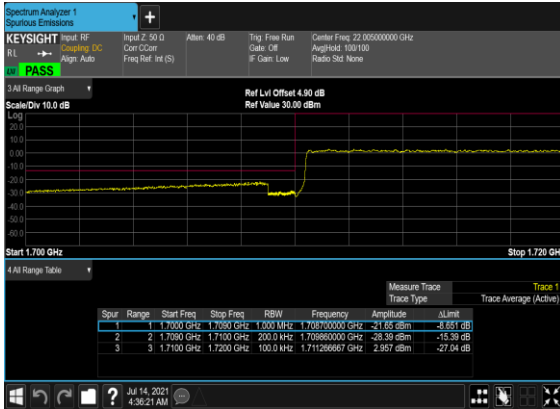 Spectrum Analyzer 1
Spurious Emissions
KEYSIGHT
RL
PASS
Input: RF
Coupling: DC
Align: Auto
Input Z: 50 Ω
Corr CCorr
Freq Ref: Int (S)
Atten: 40 dB
Trig: Free Run
Gate: Off
IF Gain: Low
Center Freq: 22.005000000 GHz
Avg|Hold: 100/100
Radio Std: None
3 All Range Graph
Scale/Div 10.0 dB
Ref Lvl Offset 4.90 dB
Ref Value 30.00 dBm
Log
20.0
10.0
0.00
-10.0
-20.0
-30.0
-40.0
-50.0
-60.0
Start 1.700 GHz
Stop 1.720 GH
4 All Range Table
Measure Trace Trace 1
Trace Type Trace Average (Active)
Spur Range Start Freq Stop Freq RBW Frequency Amplitude ΔLimit
1 1 1.7000 GHz 1.7090 GHz 1.000 MHz 1.708700000 GHz -21.65 dBm -8.651 dB
2 2 1.7090 GHz 1.7100 GHz 200.0 kHz 1.709860000 GHz -28.39 dBm -15.39 dB
3 3 1.7100 GHz 1.7200 GHz 100.0 kHz 1.711266667 GHz 2.957 dBm -27.04 dB
Jul 14, 2021
4:36:21 AM